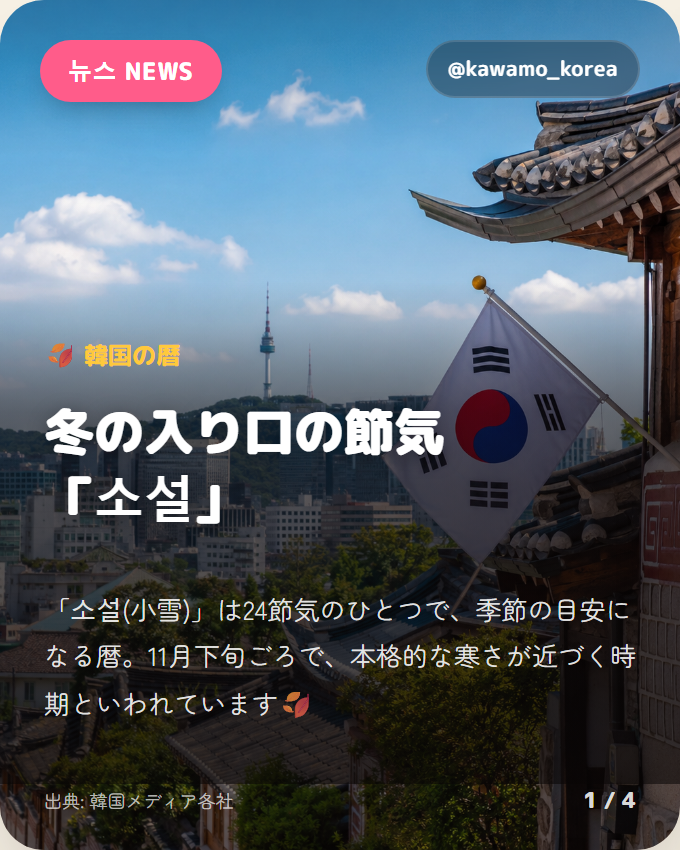 뉴스 NEWS
@kawamo_korea
韓国の暦
冬の入り口の節気
「소설」
「소설(小雪)」は24節気のひとつで、季節の目安に
なる暦。11月下旬ごろで、本格的な寒さが近づく時
期といわれています
出典: 韓国メディア各社
1 / 4